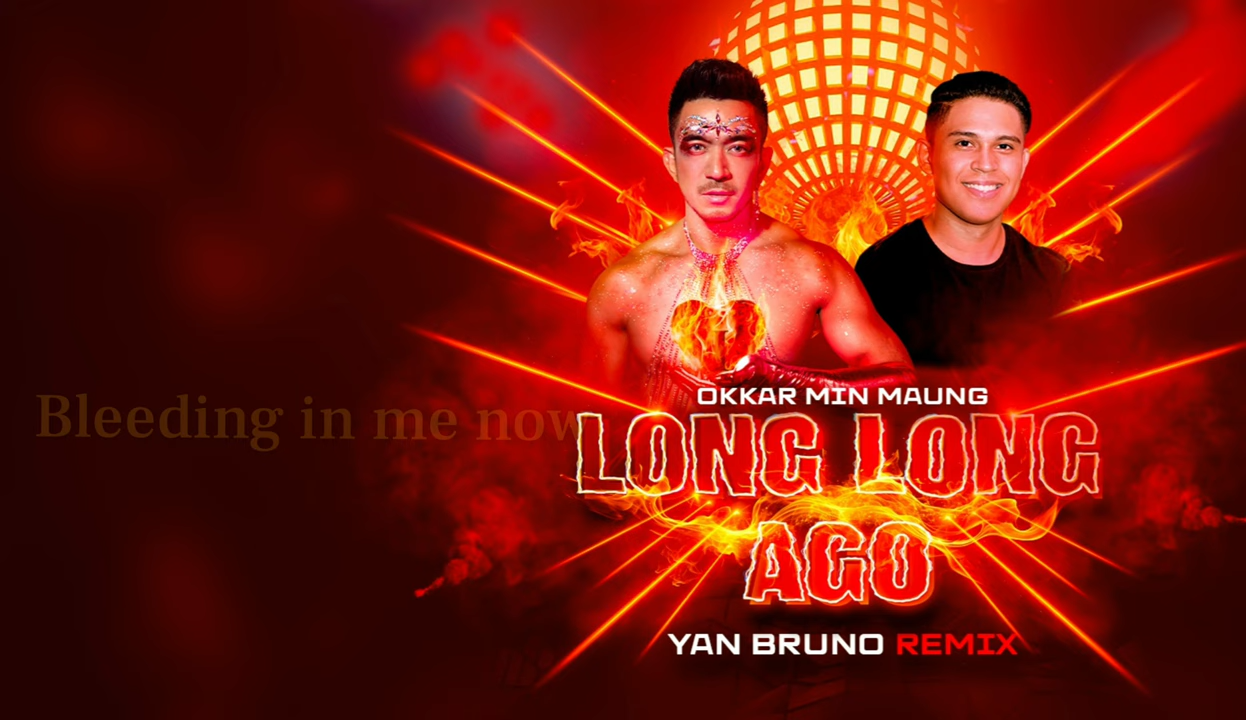 OKKAR MIN MAUNG
Bleeding in me now
LONG LONG
AGO
YAN BRUNO REMIX